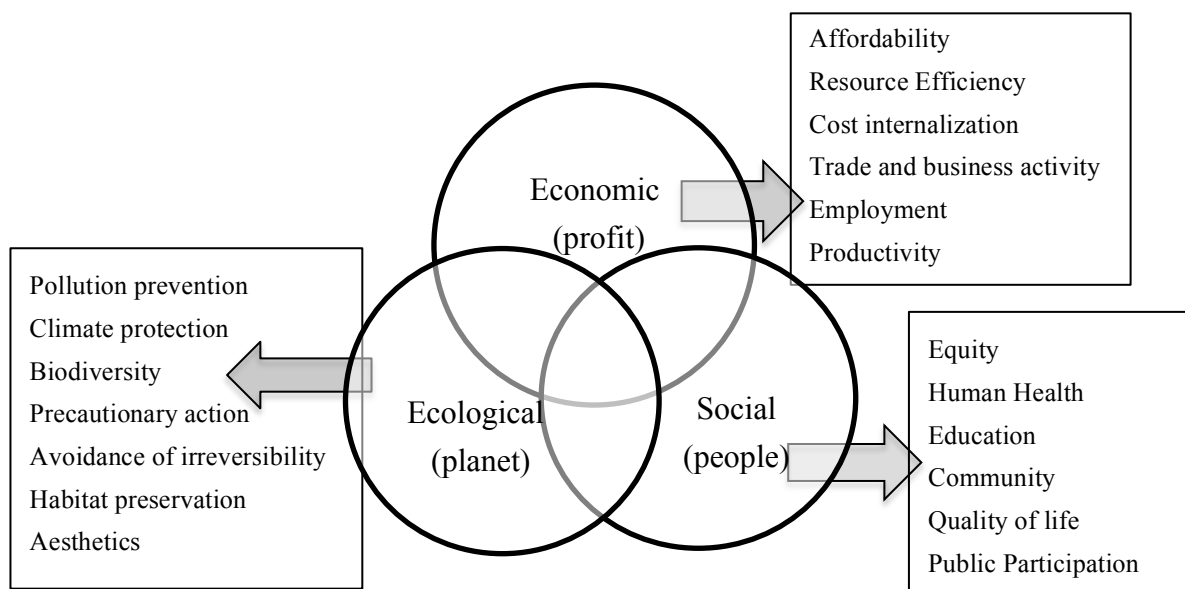 Affordability
Resource Efficiency
Cost internalization
Trade and business activity
Employment
Productivity
Economic
(profit)
Pollution prevention
Climate protection
Biodiversity
Precautionary action
Avoidance of irreversibility
Habitat preservation
Aesthetics
Ecological
(planet)
Social
(people)
Equity
Human Health
Education
Community
Quality of life
Public Participation